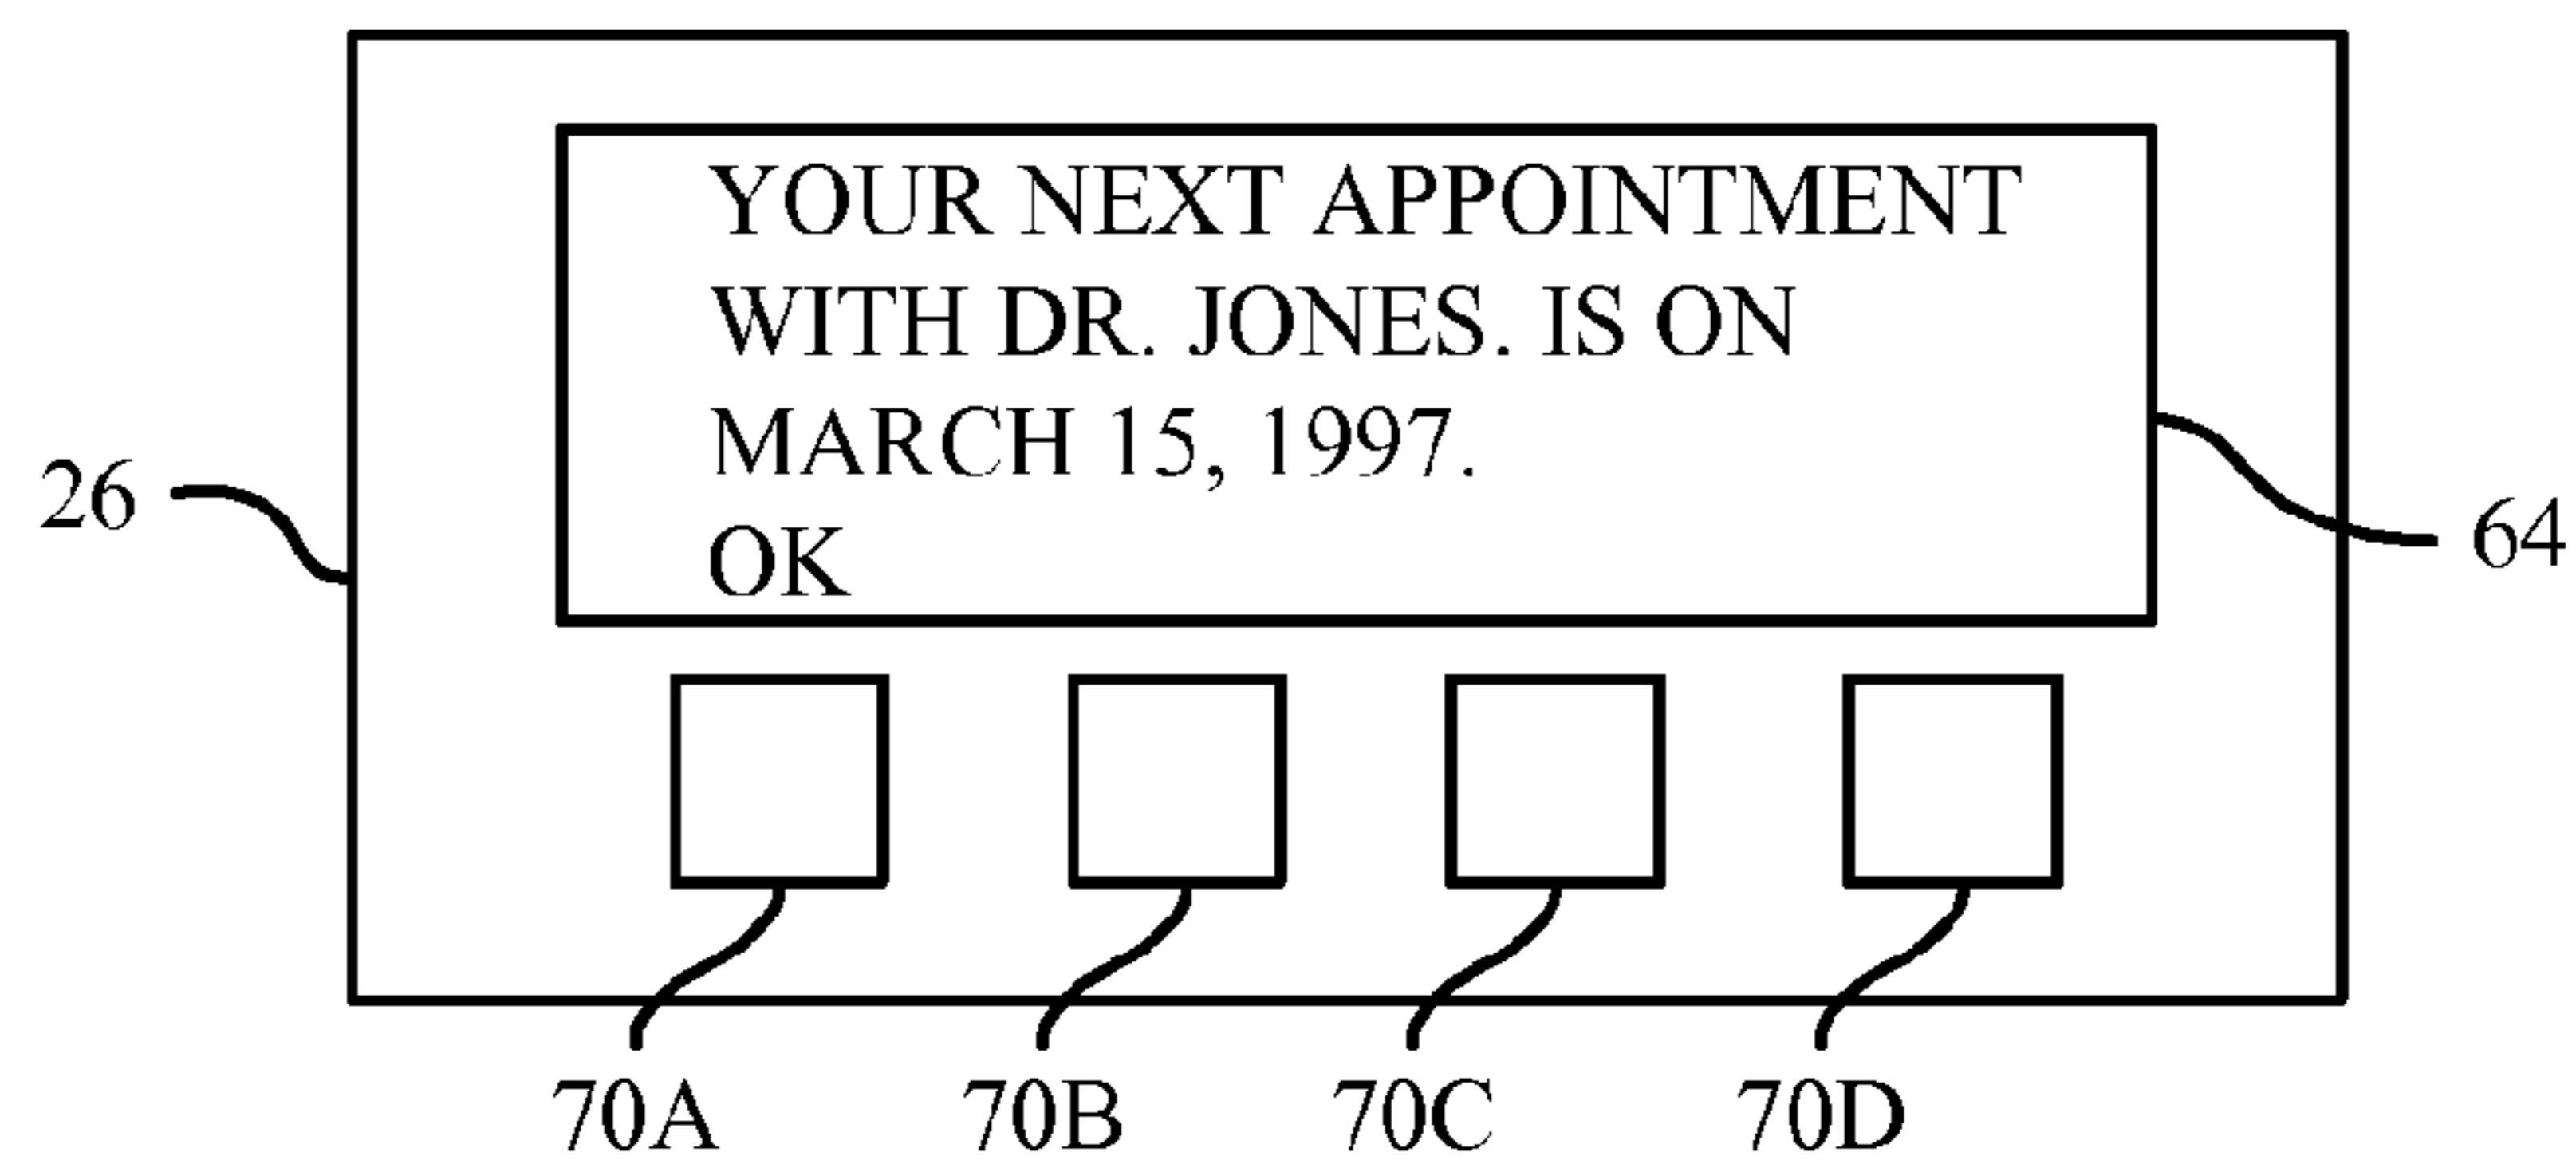 YOUR NEXT APPOINTMENT
WITH DR. JONES. IS ON
MARCH 15, 1997.
OK
26
64
70A 70B 70C 70D